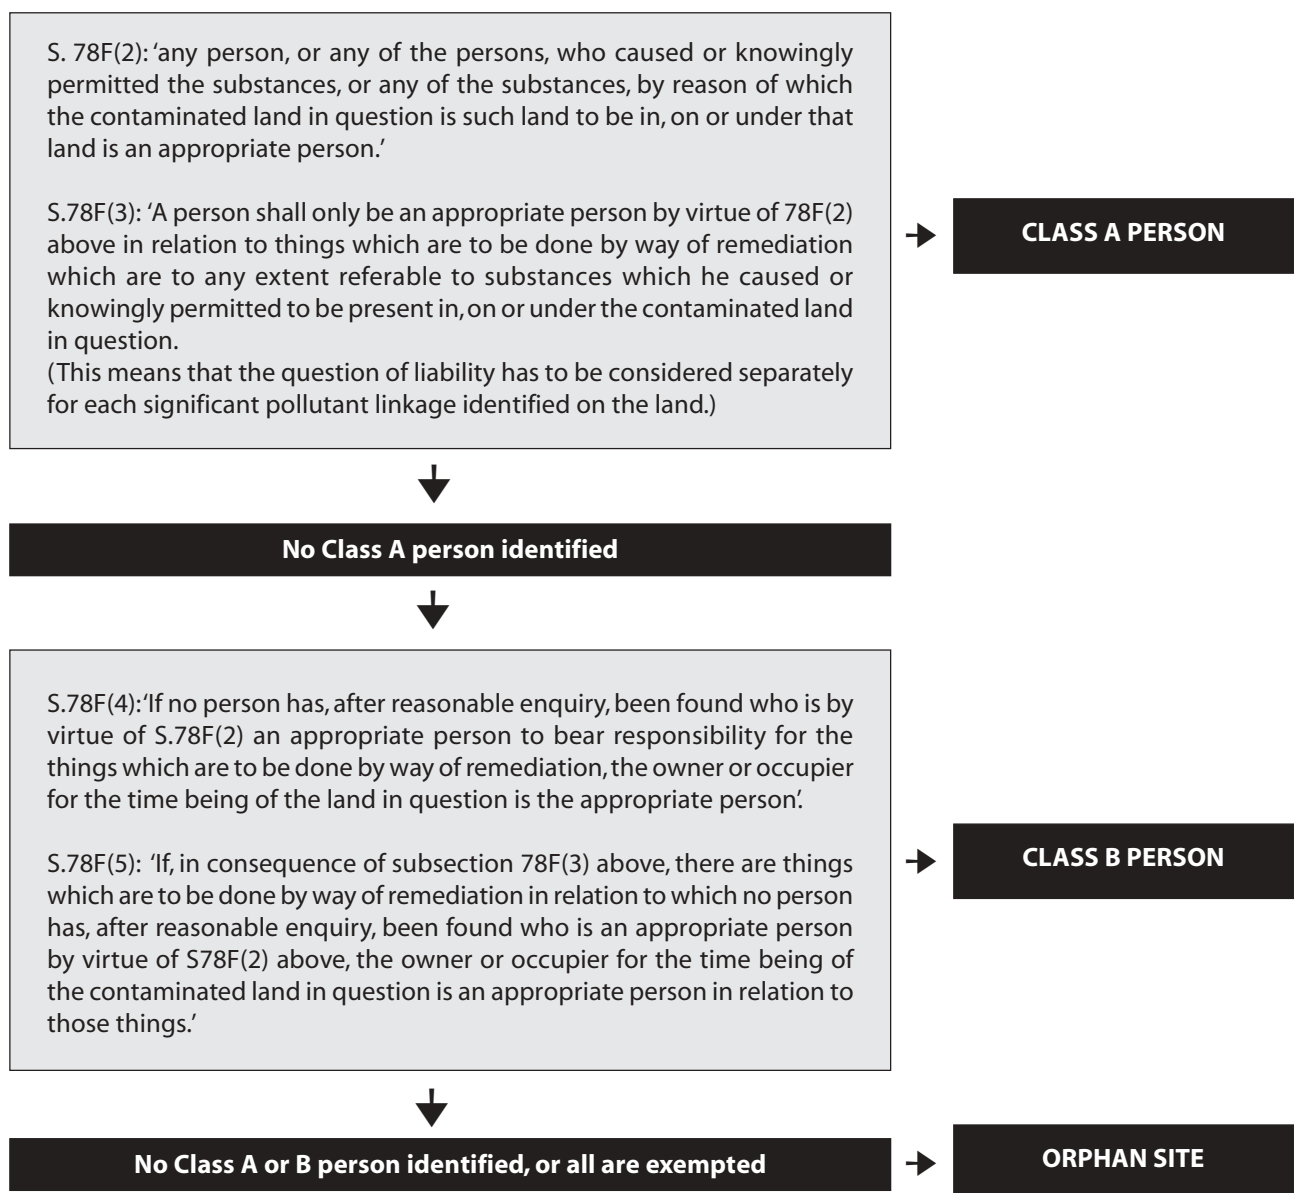 S. 78F(2): ‘any person, or any of the persons, who caused or knowingly
permitted the substances, or any of the substances, by reason of which
the contaminated land in question is such land to be in, on or under that
land is an appropriate person.’
S.78F(3): ‘A person shall only be an appropriate person by virtue of 78F(2)
above in relation to things which are to be done by way of remediation
which are to any extent referable to substances which he caused or
knowingly permitted to be present in, on or under the contaminated land
in question.
(This means that the question of liability has to be considered separately
for each significant pollutant linkage identified on the land.)
CLASS A PERSON
No Class A person identified
S.78F(4):‘If no person has, after reasonable enquiry, been found who is by
virtue of S.78F(2) an appropriate person to bear responsibility for the
things which are to be done by way of remediation, the owner or occupier
for the time being of the land in question is the appropriate person’.
S.78F(5): ‘If, in consequence of subsection 78F(3) above, there are things
which are to be done by way of remediation in relation to which no person
has, after reasonable enquiry, been found who is an appropriate person
by virtue of S78F(2) above, the owner or occupier for the time being of
the contaminated land in question is an appropriate person in relation to
those things.’
CLASS B PERSON
No Class A or B person identified, or all are exempted
ORPHAN SITE